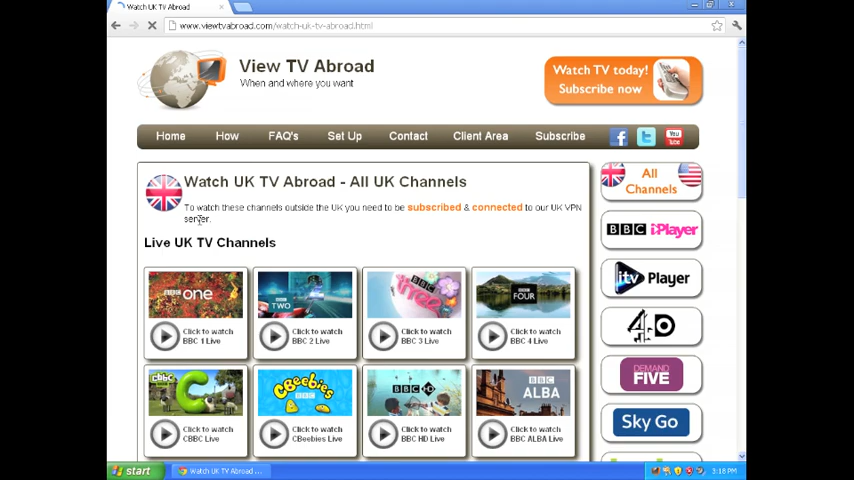 Watch UK TV Abroad
www.viewtvabroad.com/watch-uk-tv-abroad.html
View TV Abroad
When and where you want
Watch TV today!
Subscribe now
Home How FAQ's Set Up Contact Client Area Subscribe
You
Tube
Watch UK TV Abroad - All UK Channels
To watch these channels outside the UK you need to be subscribed & connected to our UK VPN
server.
Live UK TV Channels
BBC one
BBC TWO
BBC three
BBC FOUR
Click to watch
BBC 1 Live
Click to watch
BBC 2 Live
Click to watch
BBC 3 Live
Click to watch
BBC 4 Live
cbbc
CBeebies
BBC HD
BBC
ALBA
Click to watch
CBBC Live
Click to watch
CBeebies Live
Click to watch
BBC HD Live
Click to watch
BBC ALBA Live
All
Channels
BBC iPlayer
itv Player
4oD
DEMAND
FIVE
Sky Go
start
Watch UK TV Abroad ...
3:18 PM